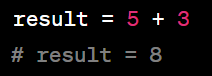 result = 5 + 3
# result = 8